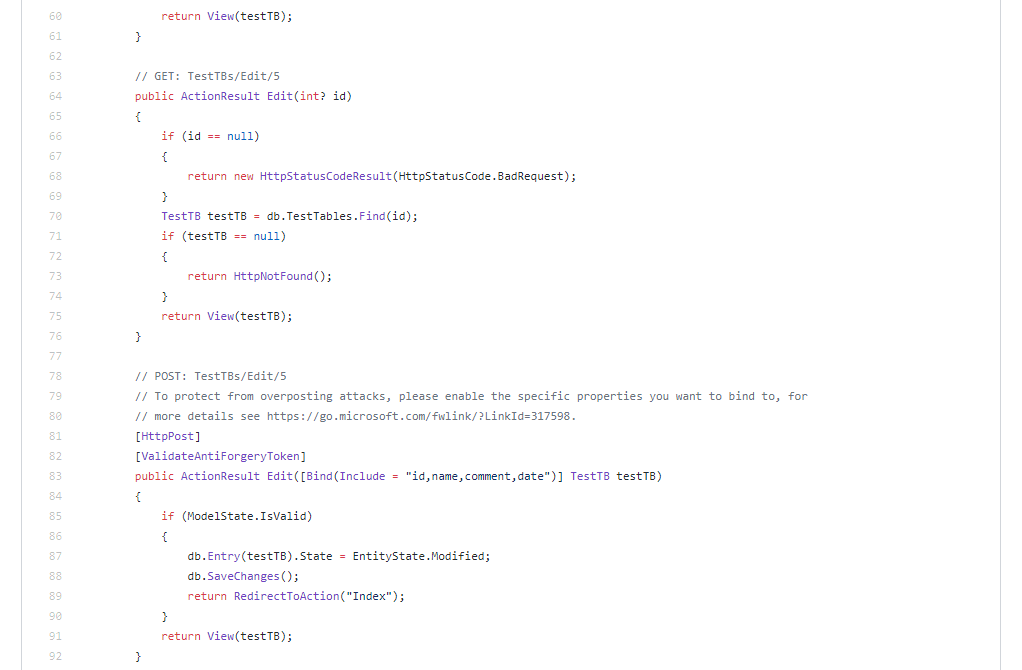 60 return View(testTB);
61 }
62
63 // GET: TestTBs/Edit/5
64 public ActionResult Edit(int? id)
65 {
66 if (id == null)
67 {
68 return new HttpStatusCodeResult(HttpStatusCode.BadRequest);
69 }
70 TestTB testTB = db.TestTables.Find(id);
71 if (testTB == null)
72 {
73 return HttpNotFound();
74 }
75 return View(testTB);
76 }
77
78 // POST: TestTBs/Edit/5
79 // To protect from overposting attacks, please enable the specific properties you want to bind to, for
80 // more details see https://go.microsoft.com/fwlink/?LinkId=317598.
81 [HttpPost]
82 [ValidateAntiForgeryToken]
83 public ActionResult Edit([Bind(Include = "id,name,comment,date")] TestTB testTB)
84 {
85 if (ModelState.IsValid)
86 {
87 db.Entry(testTB).State = EntityState.Modified;
88 db.SaveChanges();
89 return RedirectToAction("Index");
90 }
91 return View(testTB);
92 }